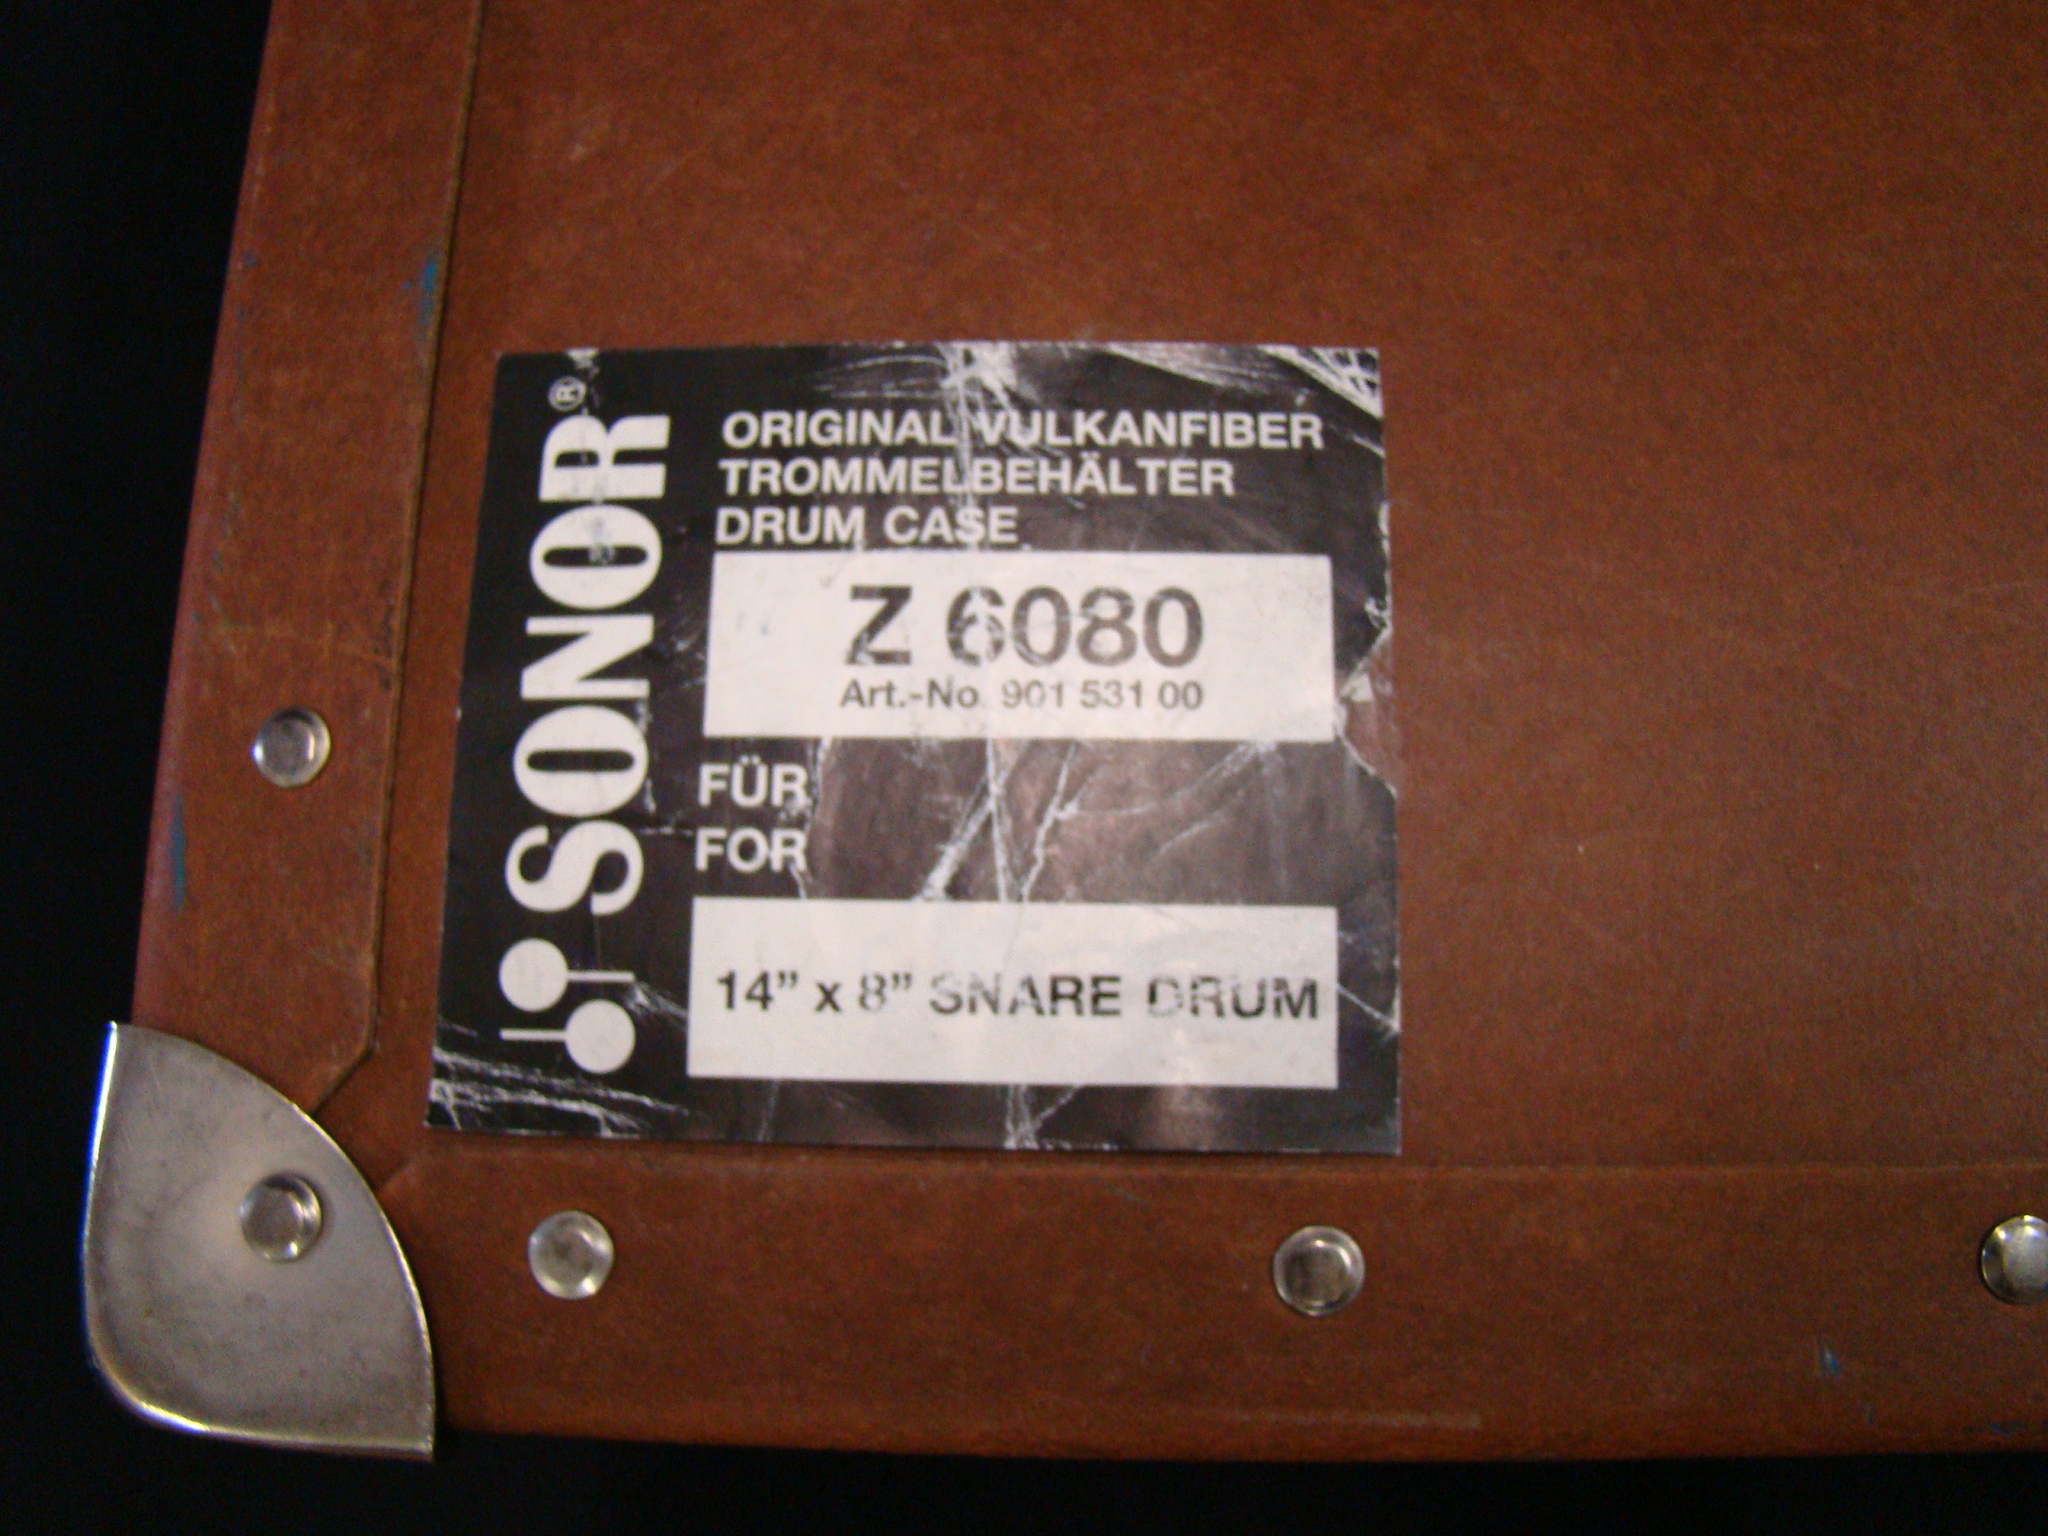 SONOR®
ORIGINAL VULKANFIBER
TROMMELBEHÄLTER
DRUM CASE
Z 6080
Art.-No. 901 531 00
FÜR
FOR
14” x 8” SNARE DRUM